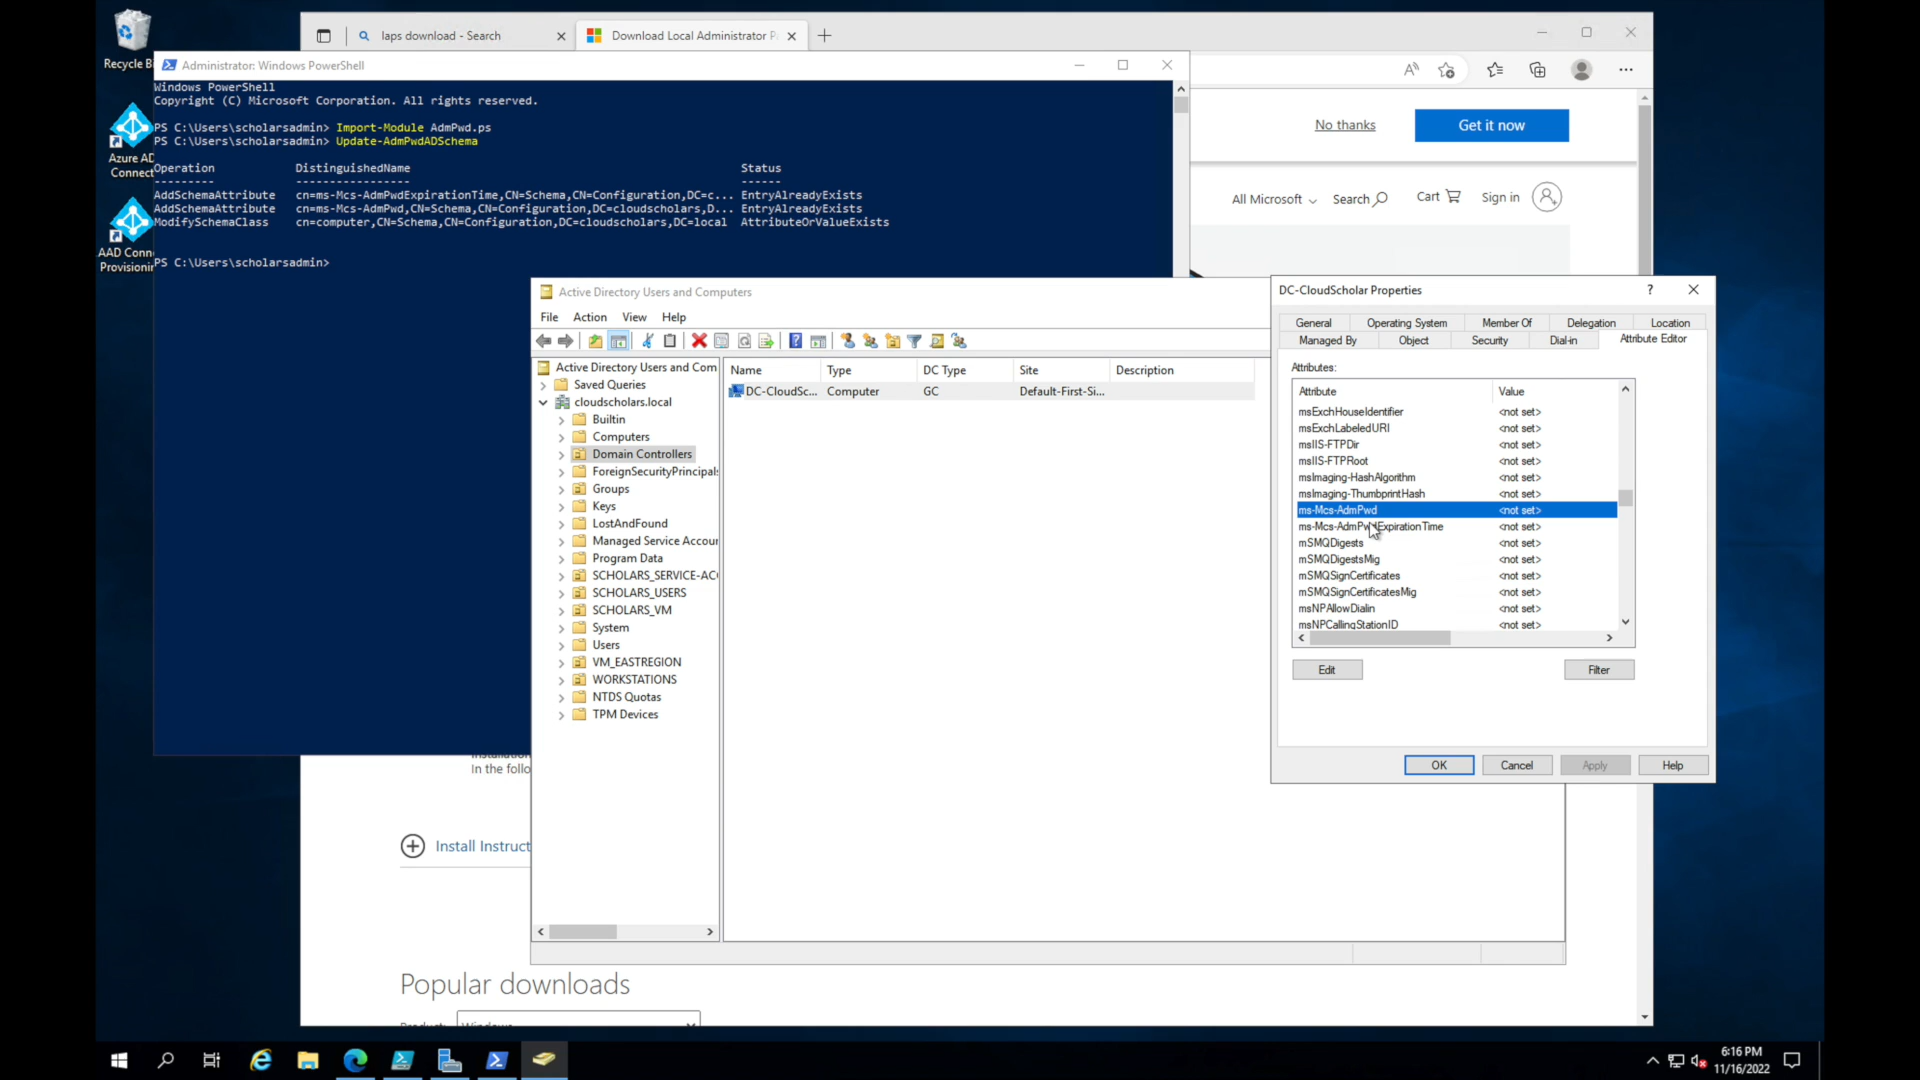 Recycle B
laps download - Search
Download Local Administrator P
Administrator: Windows PowerShell
Windows PowerShell
Copyright (C) Microsoft Corporation. All rights reserved.
PS C:\Users\scholarsadmin> Import-Module AdmPwd.ps
PS C:\Users\scholarsadmin> Update-AdmPwdADSchema
Operation DistinguishedName Status
--------- ----------------- ------
AddSchemaAttribute cn=ms-Mcs-AdmPwdExpirationTime,CN=Schema,CN=Configuration,DC=c... EntryAlreadyExists
AddSchemaAttribute cn=ms-Mcs-AdmPwd,CN=Schema,CN=Configuration,DC=cloudscholars,D... EntryAlreadyExists
ModifySchemaClass cn=computer,CN=Schema,CN=Configuration,DC=cloudscholars,DC=local AttributeOrValueExists
PS C:\Users\scholarsadmin>
Azure AD
Connect
AAD Conn
Provisionin
No thanks
Get it now
All Microsoft
Search
Cart
Sign in
Active Directory Users and Computers
File Action View Help
Active Directory Users and Com
Saved Queries
cloudscholars.local
Builtin
Computers
Domain Controllers
ForeignSecurityPrincipals
Groups
Keys
LostAndFound
Managed Service Accour
Program Data
SCHOLARS_SERVICE-AC
SCHOLARS_USERS
SCHOLARS_VM
System
Users
VM_EASTREGION
WORKSTATIONS
NTDS Quotas
TPM Devices
Name Type DC Type Site Description
DC-CloudSc... Computer GC Default-First-Si...
DC-CloudScholar Properties
General Operating System Member Of Delegation Location
Managed By Object Security Dial-in Attribute Editor
Attributes:
Attribute Value
msExchHouseIdentifier <not set>
msExchLabeledURI <not set>
msIIS-FTPDir <not set>
msIIS-FTPRoot <not set>
msImaging-HashAlgorithm <not set>
msImaging-ThumbprintHash <not set>
ms-Mcs-AdmPwd <not set>
ms-Mcs-AdmPwdExpirationTime <not set>
mSMQDigests <not set>
mSMQDigestsMig <not set>
mSMQSignCertificates <not set>
mSMQSignCertificatesMig <not set>
msNPAllowDialin <not set>
msNPCallingStationID <not set>
Edit
Filter
OK
Cancel
Apply
Help
In the follo
Install Instruct
Popular downloads
6:16 PM
11/16/2022